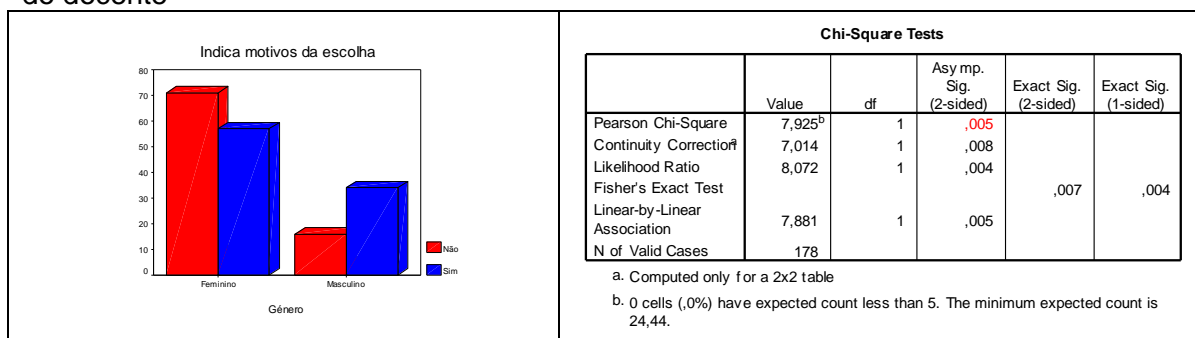 Indica motivos da escolha
80
70
60
50
40
30
20
10
0
Feminino
Masculino
Género
Não
Sim
Chi-Square Tests
Value df Asymp. Sig. (2-sided) Exact Sig. (2-sided) Exact Sig. (1-sided)
Pearson Chi-Square 7,925b 1 ,005
Continuity Correctiona 7,014 1 ,008
Likelihood Ratio 8,072 1 ,004
Fisher's Exact Test ,007 ,004
Linear-by-Linear
Association 7,881 1 ,005
N of Valid Cases 178
a. Computed only for a 2x2 table
b. 0 cells (,0%) have expected count less than 5. The minimum expected count is
24,44.